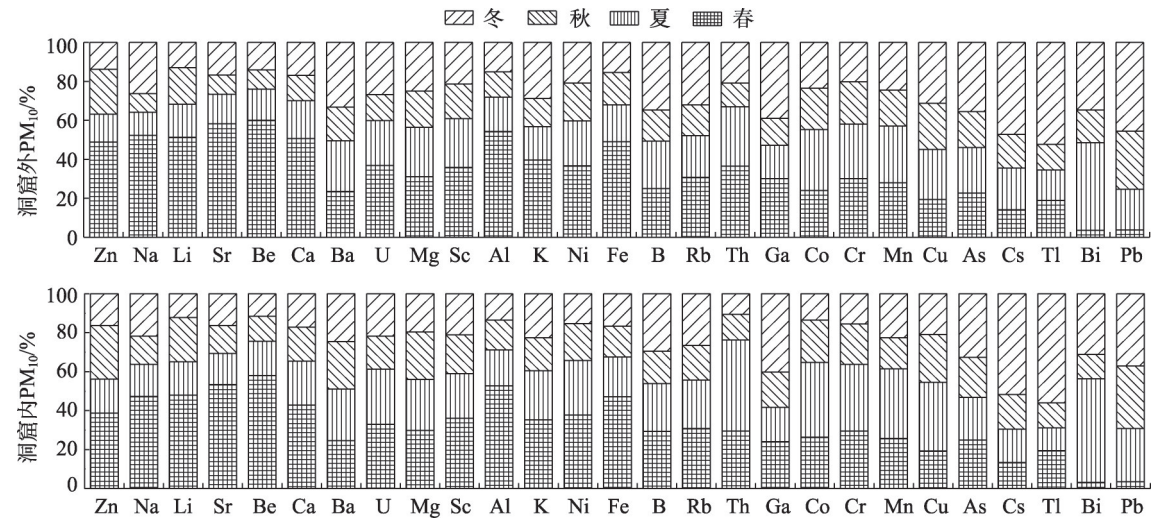 冬 秋 夏 春
洞窟外PM10/%
100
80
60
40
20
0
Zn Na Li Sr Be Ca Ba U Mg Sc Al K Ni Fe B Rb Th Ga Co Cr Mn Cu As Cs Tl Bi Pb
洞窟内PM10/%
100
80
60
40
20
0
Zn Na Li Sr Be Ca Ba U Mg Sc Al K Ni Fe B Rb Th Ga Co Cr Mn Cu As Cs Tl Bi Pb